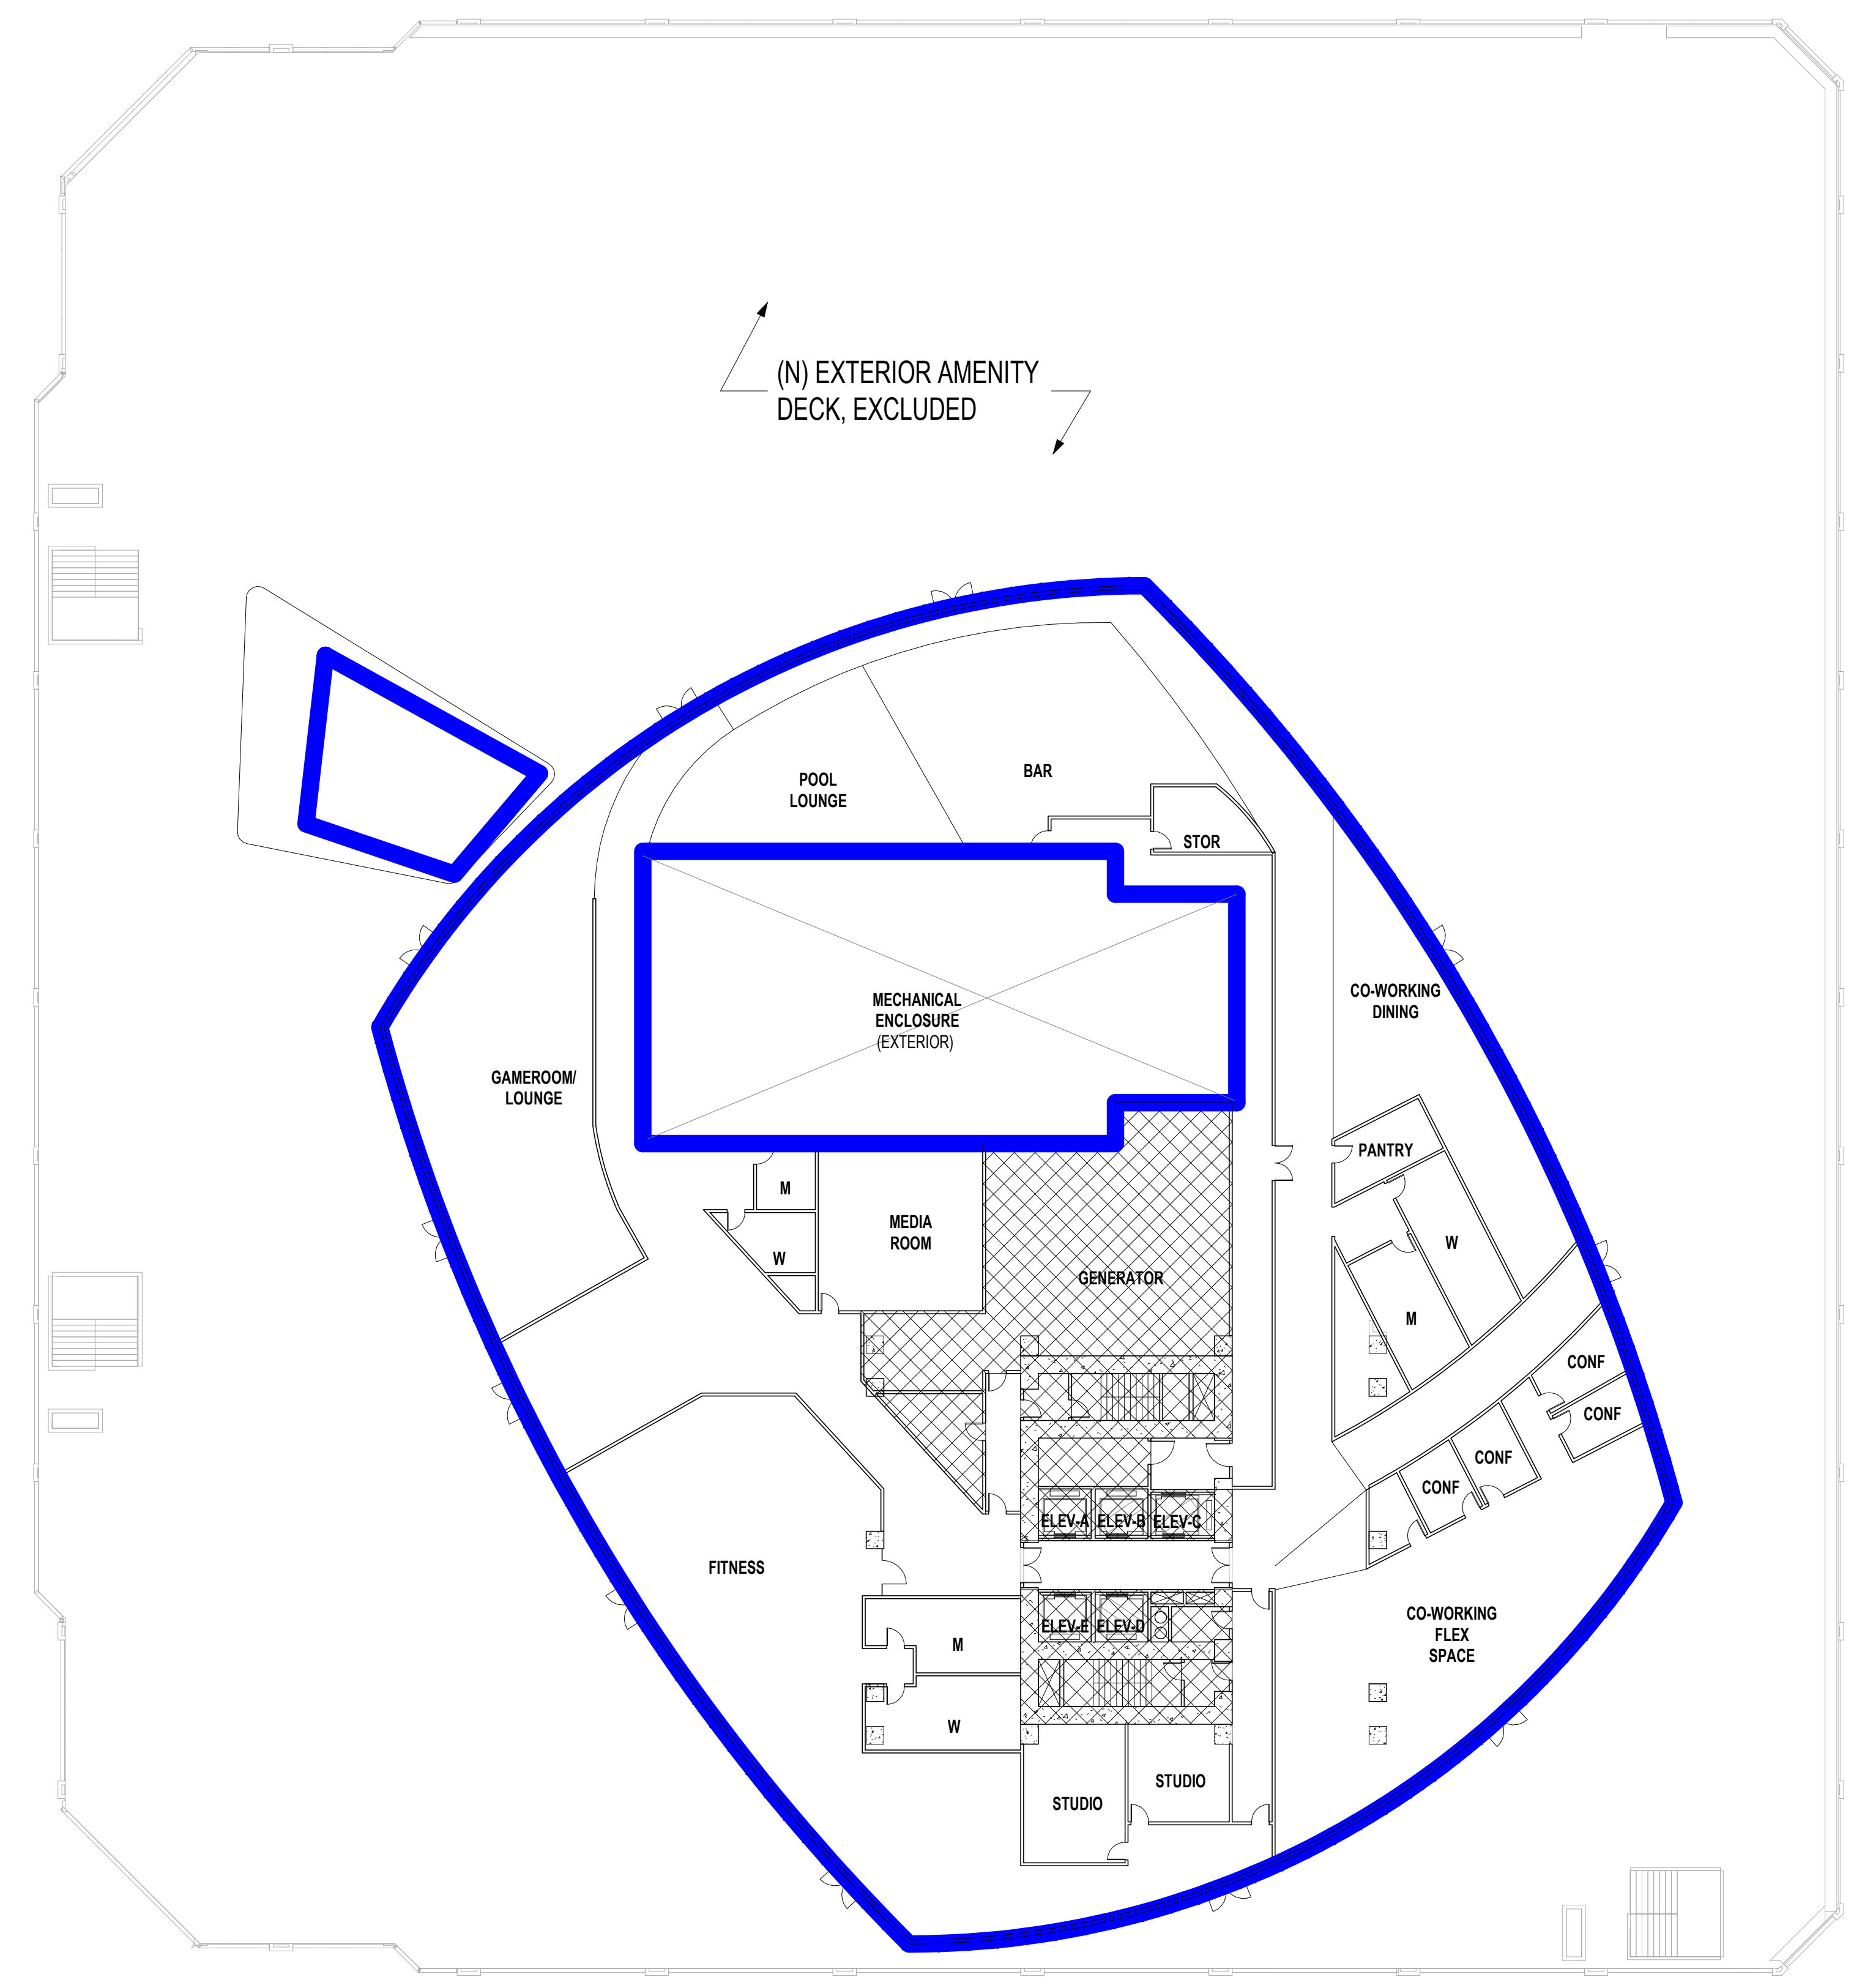 (N) EXTERIOR AMENITY
DECK, EXCLUDED
POOL
LOUNGE
BAR
STOR
MECHANICAL
ENCLOSURE
(EXTERIOR)
CO-WORKING
DINING
GAMEROOM/
LOUNGE
PANTRY
M
MEDIA
ROOM
W
W
GENERATOR
M
CONF
CONF
CONF
CONF
ELEV-A
ELEV-B
ELEV-C
FITNESS
CO-WORKING
FLEX
SPACE
ELEV-E
ELEV-D
M
W
STUDIO
STUDIO